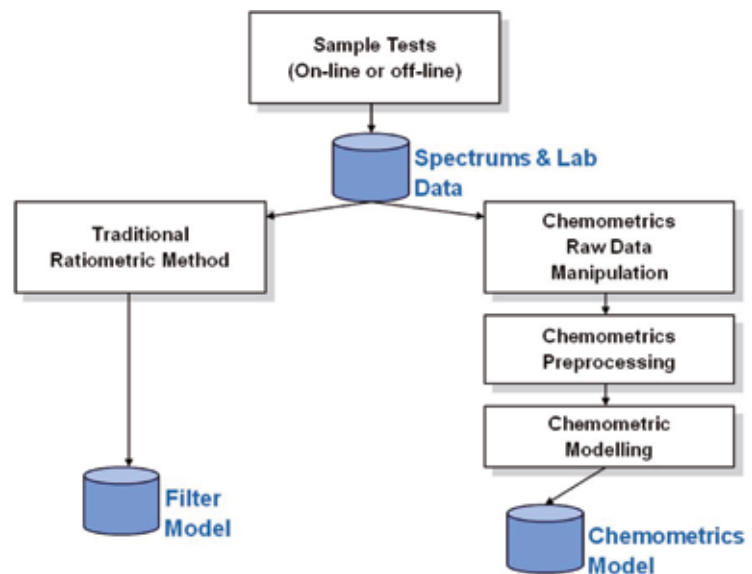 Sample Tests
(On-line or off-line)
Spectrums & Lab
Data
Traditional
Ratiometric Method
Chemometrics
Raw Data
Manipulation
Chemometrics
Preprocessing
Chemometric
Modelling
Filter
Model
Chemometrics
Model